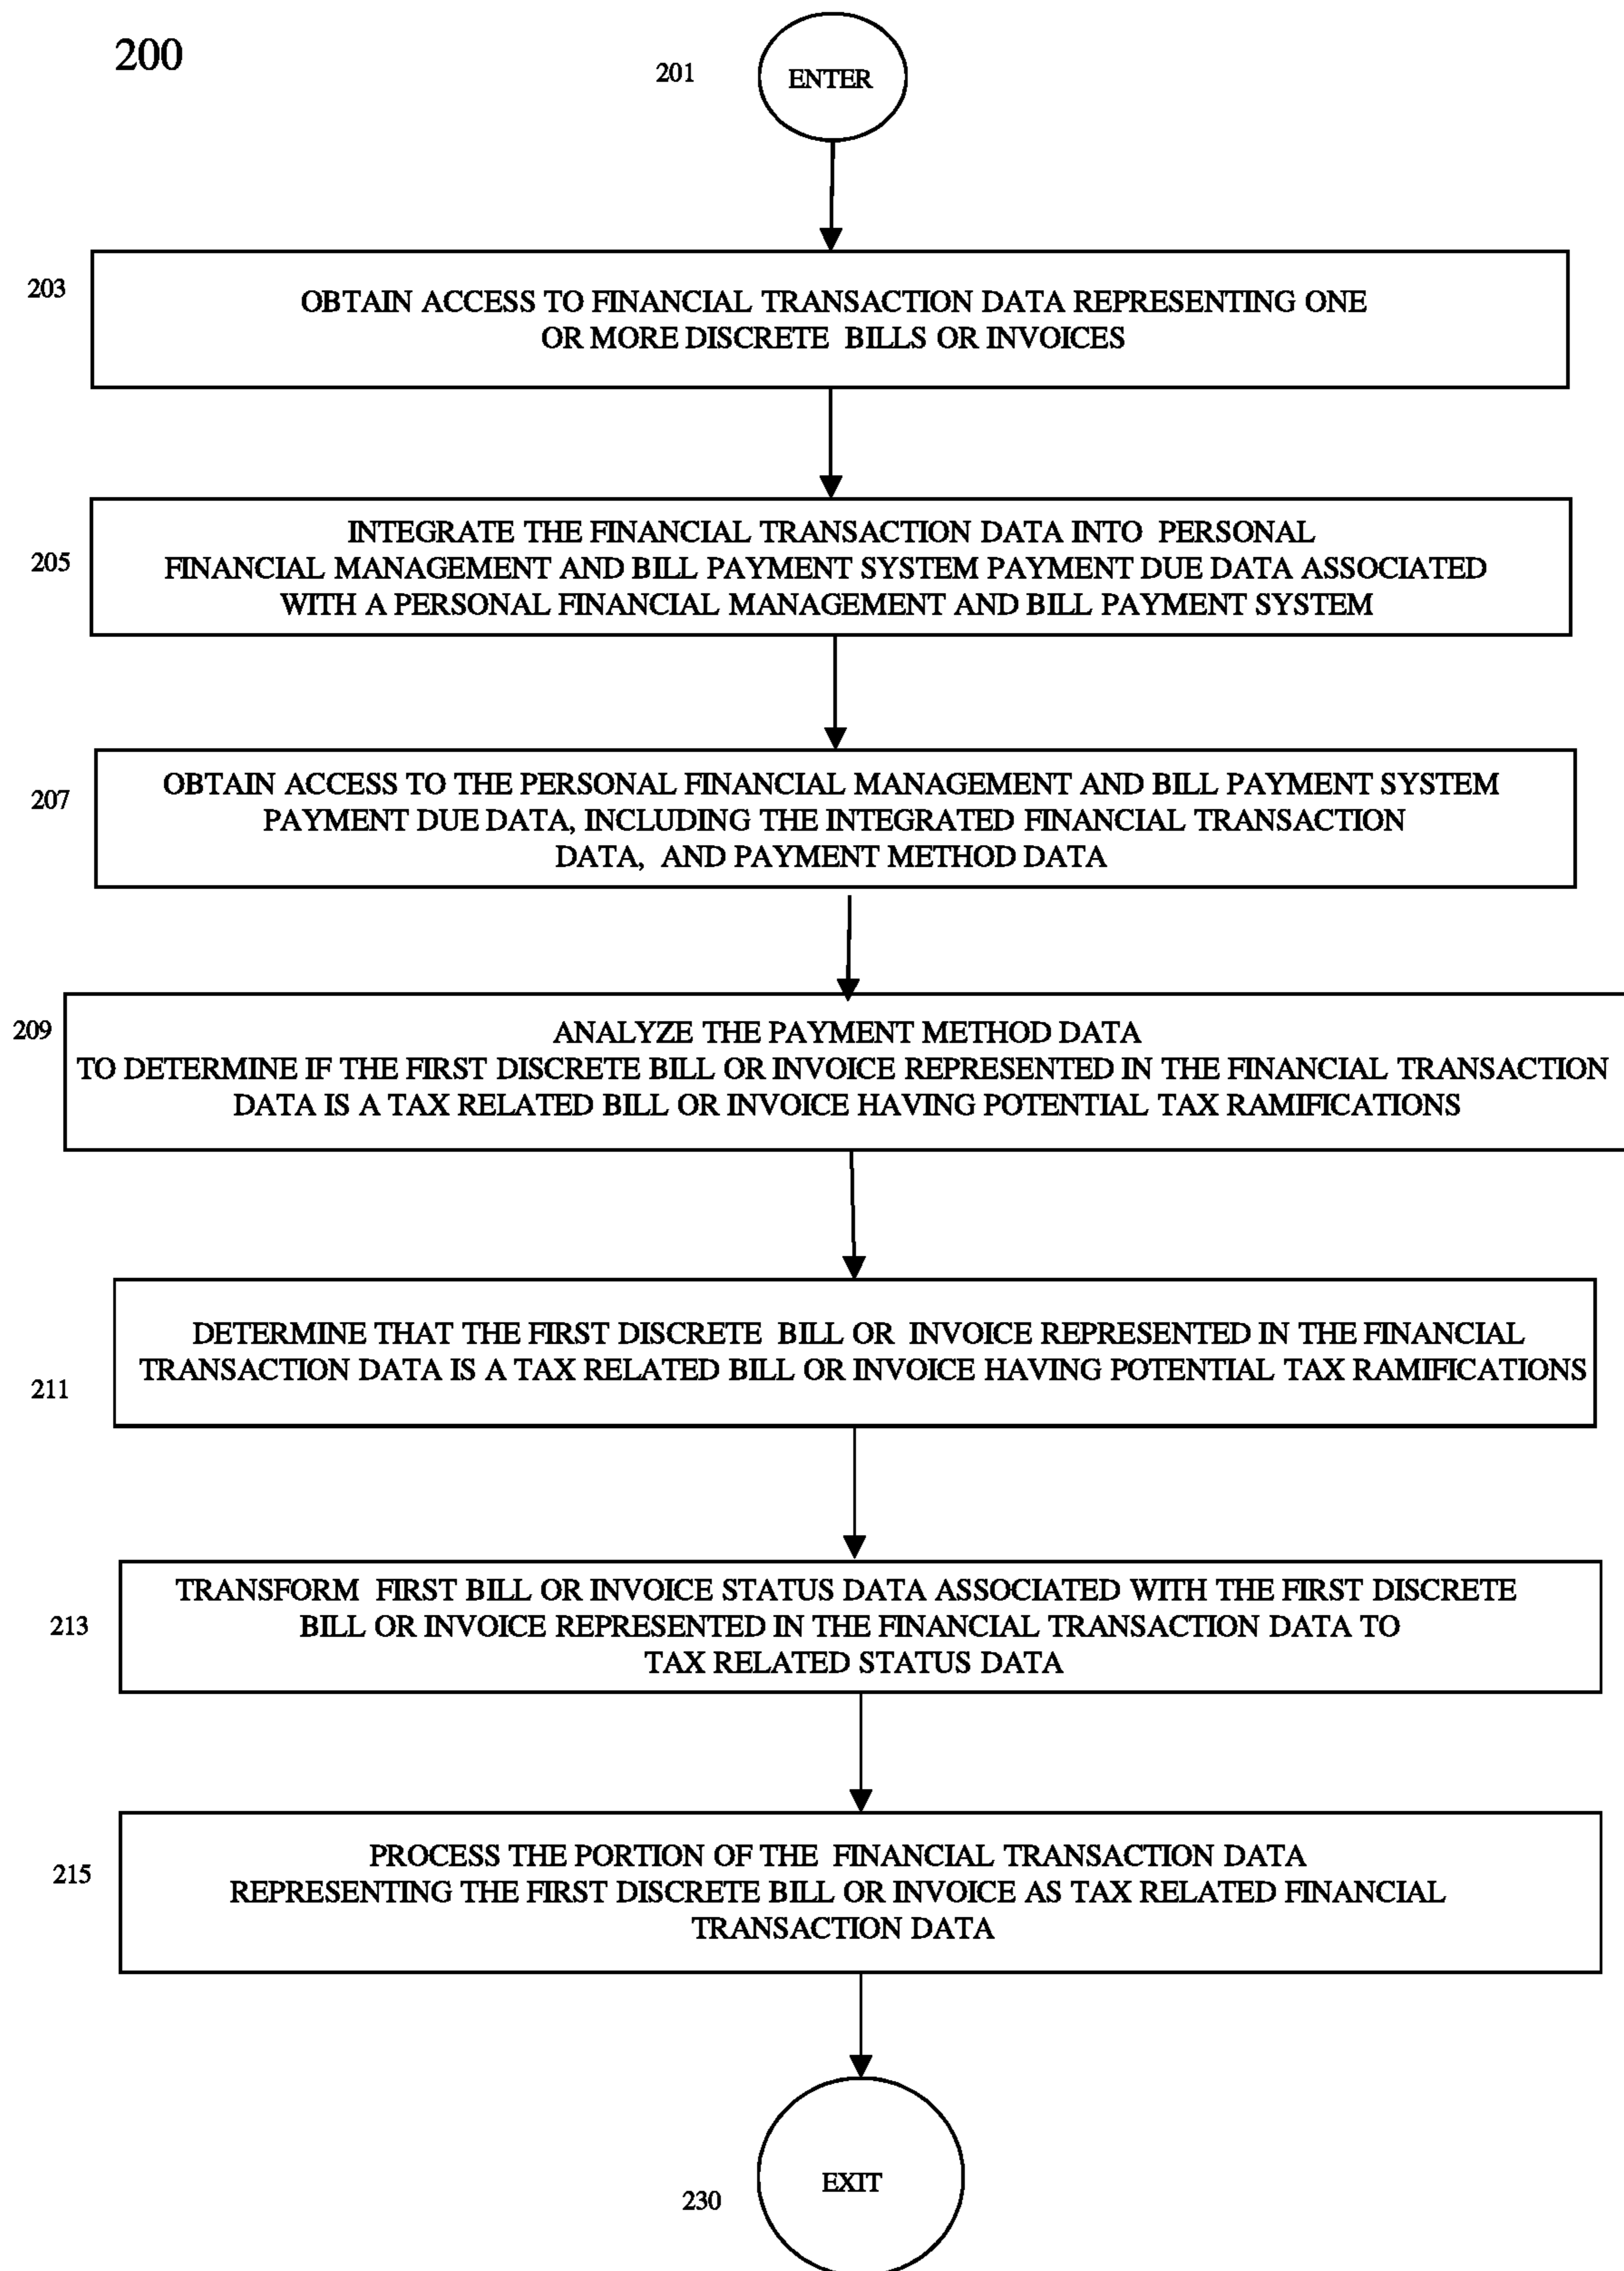 200
201
ENTER
203
OBTAIN ACCESS TO FINANCIAL TRANSACTION DATA REPRESENTING ONE
OR MORE DISCRETE BILLS OR INVOICES
205
INTEGRATE THE FINANCIAL TRANSACTION DATA INTO PERSONAL
FINANCIAL MANAGEMENT AND BILL PAYMENT SYSTEM PAYMENT DUE DATA ASSOCIATED
WITH A PERSONAL FINANCIAL MANAGEMENT AND BILL PAYMENT SYSTEM
207
OBTAIN ACCESS TO THE PERSONAL FINANCIAL MANAGEMENT AND BILL PAYMENT SYSTEM
PAYMENT DUE DATA, INCLUDING THE INTEGRATED FINANCIAL TRANSACTION
DATA, AND PAYMENT METHOD DATA
209
ANALYZE THE PAYMENT METHOD DATA
TO DETERMINE IF THE FIRST DISCRETE BILL OR INVOICE REPRESENTED IN THE FINANCIAL TRANSACTION
DATA IS A TAX RELATED BILL OR INVOICE HAVING POTENTIAL TAX RAMIFICATIONS
211
DETERMINE THAT THE FIRST DISCRETE BILL OR INVOICE REPRESENTED IN THE FINANCIAL
TRANSACTION DATA IS A TAX RELATED BILL OR INVOICE HAVING POTENTIAL TAX RAMIFICATIONS
213
TRANSFORM FIRST BILL OR INVOICE STATUS DATA ASSOCIATED WITH THE FIRST DISCRETE
BILL OR INVOICE REPRESENTED IN THE FINANCIAL TRANSACTION DATA TO
TAX RELATED STATUS DATA
215
PROCESS THE PORTION OF THE FINANCIAL TRANSACTION DATA
REPRESENTING THE FIRST DISCRETE BILL OR INVOICE AS TAX RELATED FINANCIAL
TRANSACTION DATA
230
EXIT